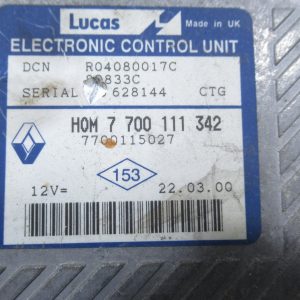 Lucas Made in UK
ELECTRONIC CONTROL UNIT
DCN R04080017C
0833C
SERIAL 628144 CTG
HOM 7 700 111 342
7700115027
153
12V= 22.03.00